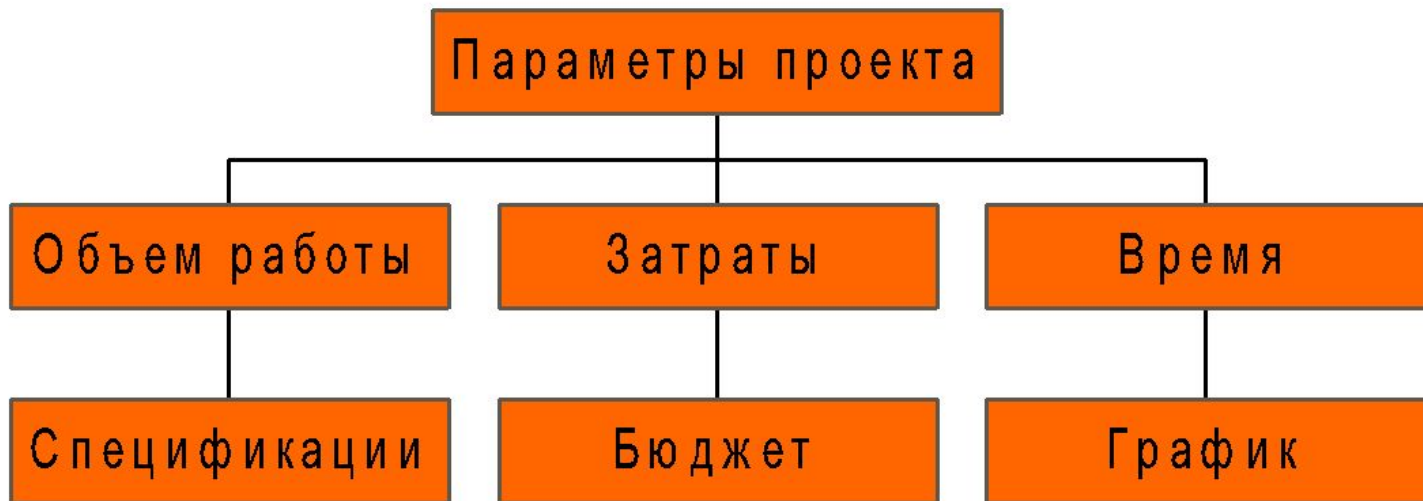 Параметры проекта
Объем работы
Затраты
Время
Спецификации
Бюджет
График